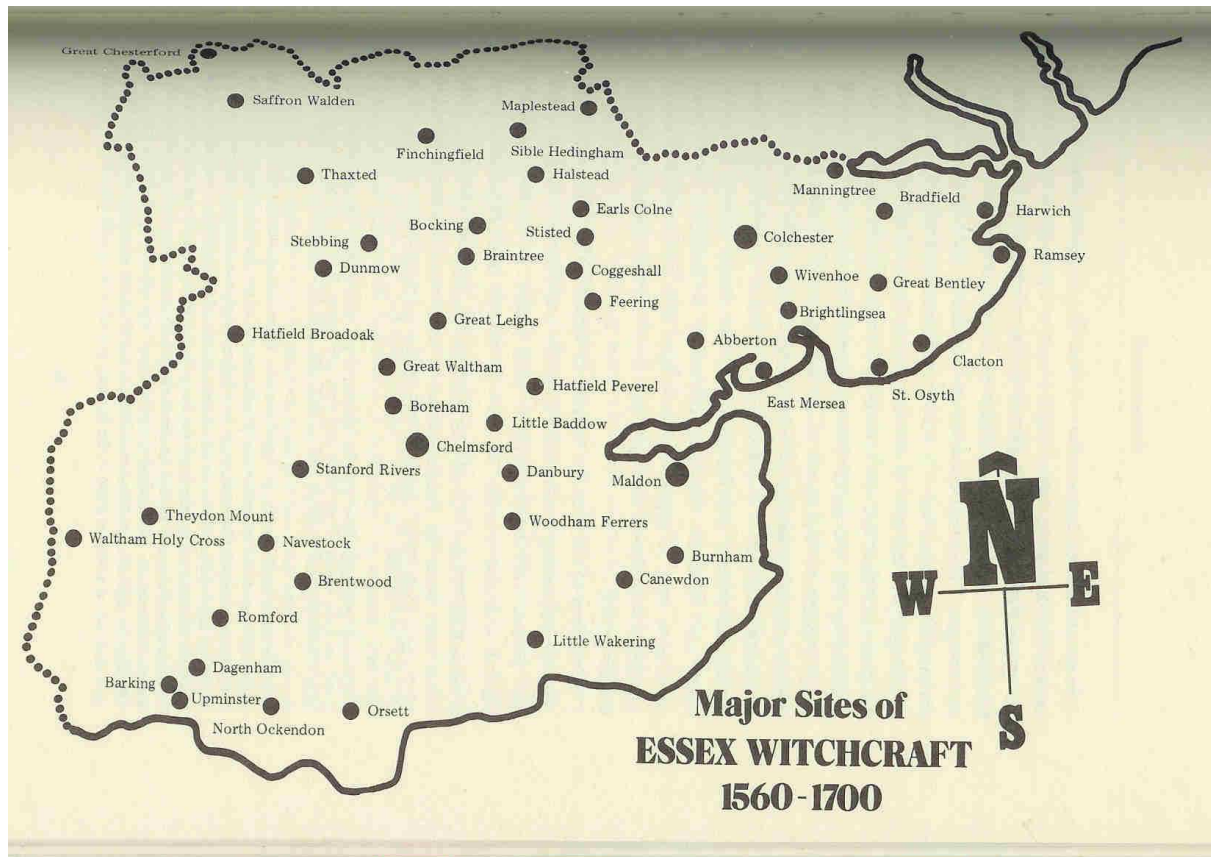 Great Chesterford
Saffron Walden
Maplestead
Finchingfield
Sible Hedingham
Thaxted
Halstead
Manningtree
Bradfield
Earls Colne
Harwich
Bocking
Stisted
Colchester
Stebbing
Braintree
Ramsey
Dunmow
Coggeshall
Wivenhoe
Great Bentley
Feering
Brightlingsea
Great Leighs
Hatfield Broadoak
Abberton
Clacton
Great Waltham
Hatfield Peverel
East Mersea
St. Osyth
Boreham
Little Baddow
Chelmsford
Stanford Rivers
Danbury
Maldon
Theydon Mount
Woodham Ferrers
Waltham Holy Cross
Navestock
Burnham
Brentwood
Canewdon
N
W
E
S
Romford
Little Wakering
Dagenham
Barking
Upminster
North Ockendon
Orsett
Major Sites of
ESSEX WITCHCRAFT
1560-1700